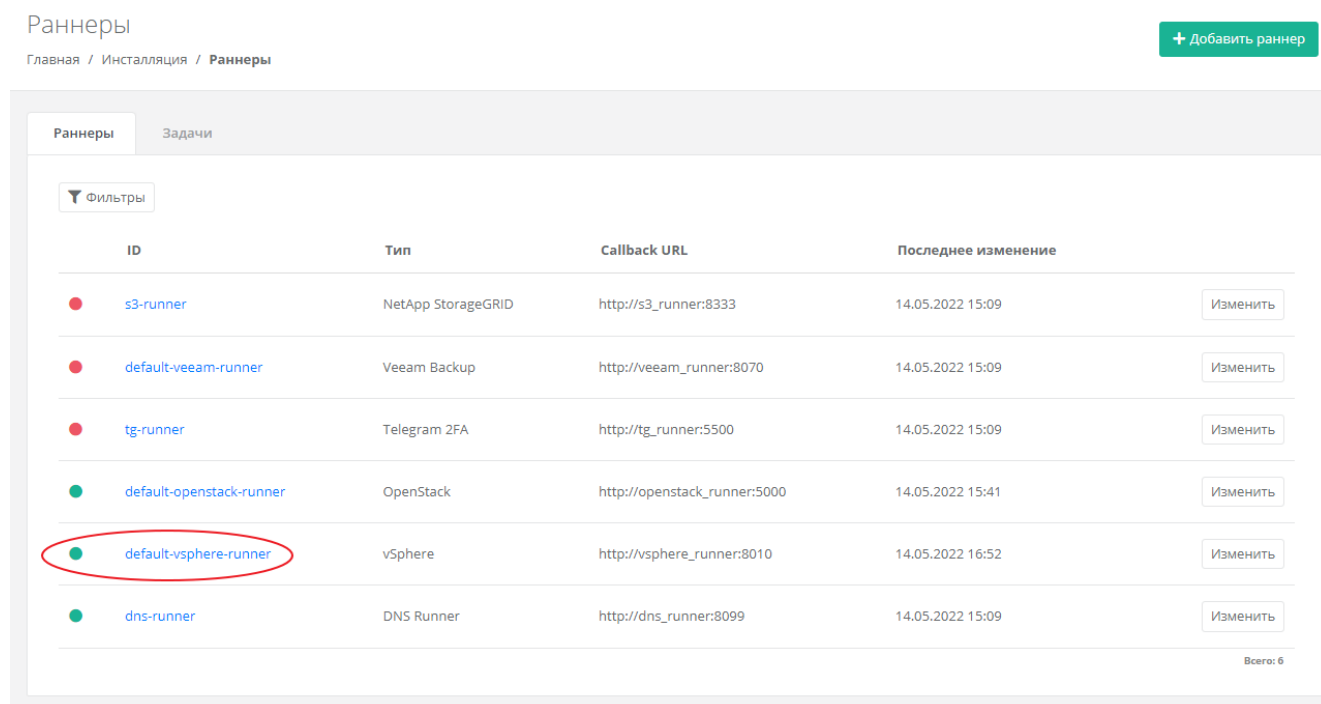 Раннеры
+ Добавить раннер
Главная / Инсталляция / Раннеры
Раннеры Задачи
Фильтры
ID Тип Callback URL Последнее изменение
s3-runner NetApp StorageGRID http://s3_runner:8333 14.05.2022 15:09 Изменить
default-veeam-runner Veeam Backup http://veeam_runner:8070 14.05.2022 15:09 Изменить
tg-runner Telegram 2FA http://tg_runner:5500 14.05.2022 15:09 Изменить
default-openstack-runner OpenStack http://openstack_runner:5000 14.05.2022 15:41 Изменить
default-vsphere-runner vSphere http://vsphere_runner:8010 14.05.2022 16:52 Изменить
dns-runner DNS Runner http://dns_runner:8099 14.05.2022 15:09 Изменить
Всего: 6